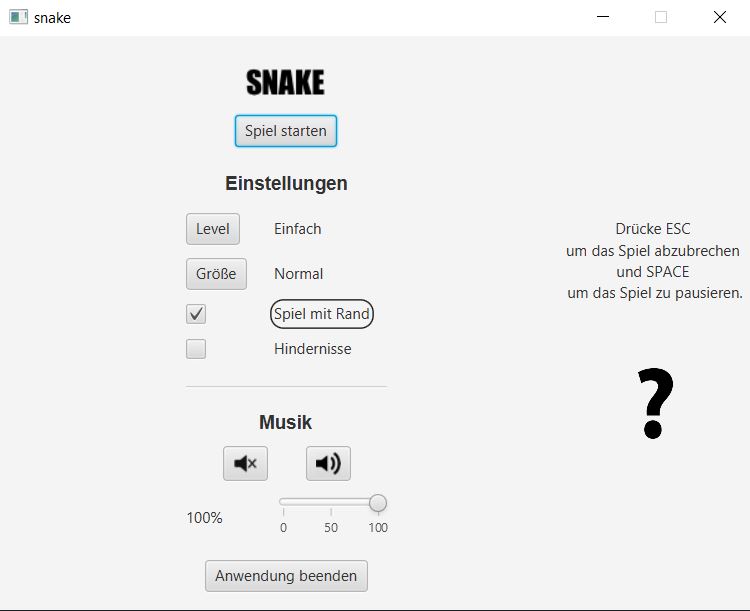 snake
SNAKE
Spiel starten
Einstellungen
Level Einfach
Größe Normal
Spiel mit Rand
Hindernisse
Musik
100%
0 50 100
Anwendung beenden
Drücke ESC
um das Spiel abzubrechen
und SPACE
um das Spiel zu pausieren.
?